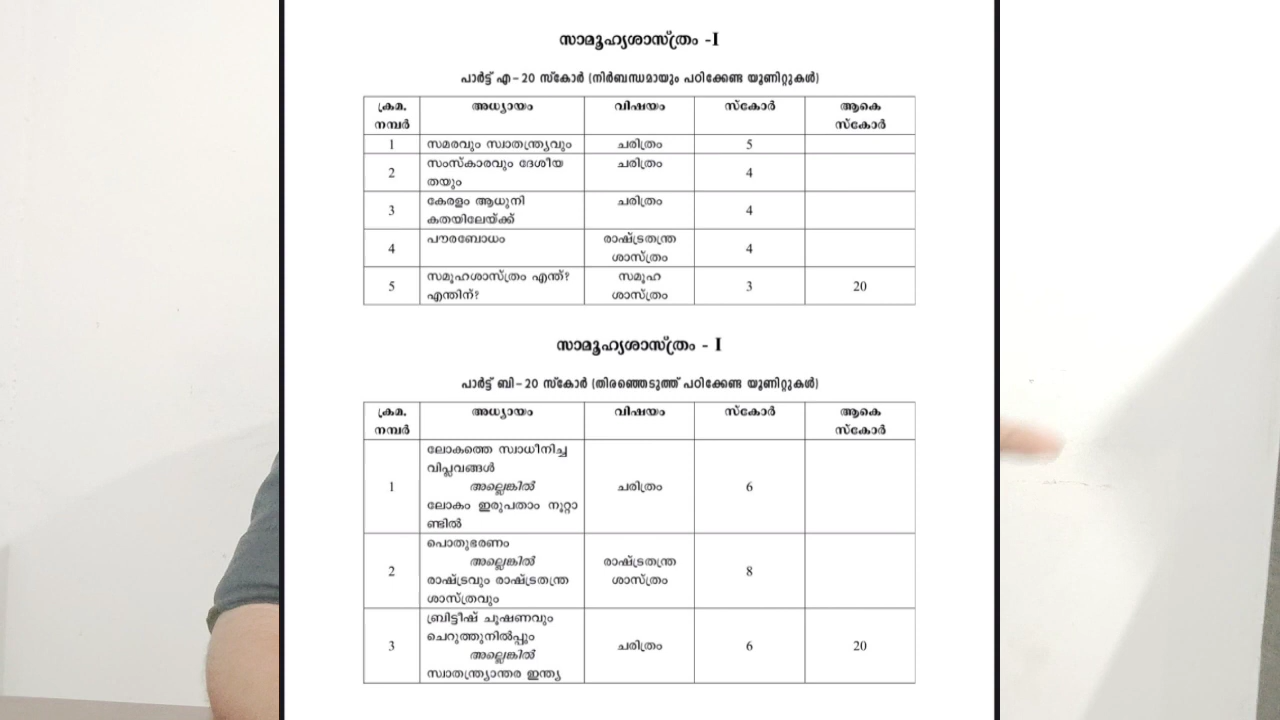 സാമൂഹ്യശാസ്ത്രം -I
പാർട്ട് എ - 20 സ്കോർ (നിർബന്ധമായും പഠിക്കേണ്ട യൂണിറ്റുകൾ)
ക്രമ. നമ്പർ അധ്യായം വിഷയം സ്കോർ ആകെ സ്കോർ
1 സമരവും സ്വാതന്ത്ര്യവും ചരിത്രം 5
2 സംസ്കാരവും ദേശീയ
തയും ചരിത്രം 4
3 കേരളം ആധുനി
കതയിലേയ്ക്ക് ചരിത്രം 4
4 പൗരബോധം രാഷ്ട്രതന്ത്ര
ശാസ്ത്രം 4
5 സമൂഹശാസ്ത്രം എന്ത്?
എന്തിന്? സമൂഹ
ശാസ്ത്രം 3 20
സാമൂഹ്യശാസ്ത്രം - I
പാർട്ട് ബി - 20 സ്കോർ (തിരഞ്ഞെടുത്ത് പഠിക്കേണ്ട യൂണിറ്റുകൾ)
ക്രമ. നമ്പർ അധ്യായം വിഷയം സ്കോർ ആകെ സ്കോർ
1 ലോകത്തെ സ്വാധീനിച്ച
വിപ്ലവങ്ങൾ
അല്ലെങ്കിൽ ചരിത്രം 6
ലോകം ഇരുപതാം നൂറ്റാ
ണ്ടിൽ
2 പൊതുഭരണം
അല്ലെങ്കിൽ രാഷ്ട്രതന്ത്ര
രാഷ്ട്രവും രാഷ്ട്രതന്ത്ര ശാസ്ത്രം 8
ശാസ്ത്രവും
3 ബ്രിട്ടീഷ് ചൂഷണവും
ചെറുത്തുനിൽപ്പും ചരിത്രം 6 20
അല്ലെങ്കിൽ
സ്വാതന്ത്ര്യാന്തര ഇന്ത്യ